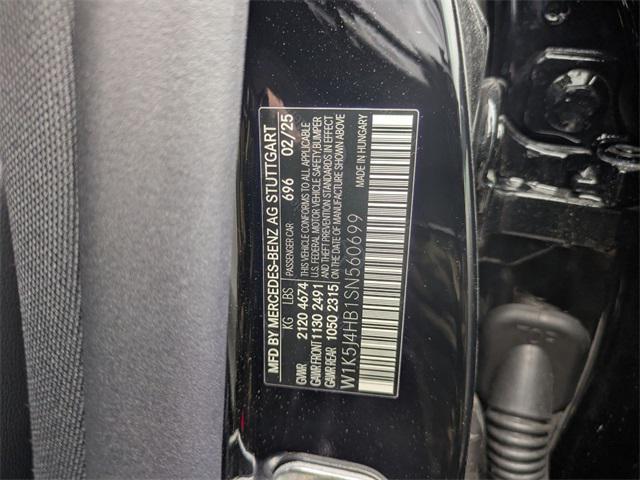 MFD BY MERCEDES-BENZ AG STUTTGART
KG LBS PASSENGER CAR 696 02/25
GVWR 2120 4674 THIS VEHICLE CONFORMS TO ALL APPLICABLE
GAWR FRONT 1130 2491 U.S. FEDERAL MOTOR VEHICLE SAFETY, BUMPER
GAWR REAR 1050 2315 AND THEFT PREVENTION STANDARDS IN EFFECT
ON THE DATE OF MANUFACTURE SHOWN ABOVE
W1K5J4HB1SN560699 MADE IN HUNGARY
TOP